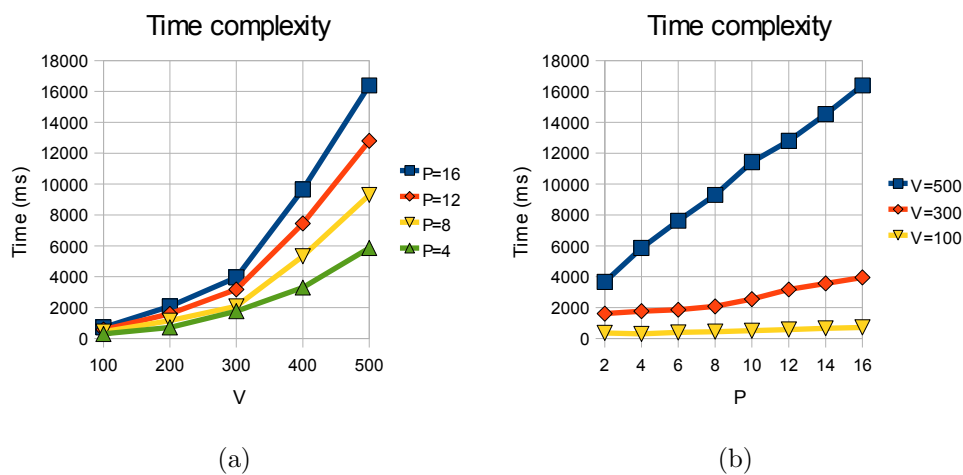 Time complexity
18000
16000
14000
12000
10000
8000
6000
4000
2000
0
Time (ms)
100 200 300 400 500
V
P=16
P=12
P=8
P=4
(a)
Time complexity
18000
16000
14000
12000
10000
8000
6000
4000
2000
0
Time (ms)
2 4 6 8 10 12 14 16
P
V=500
V=300
V=100
(b)